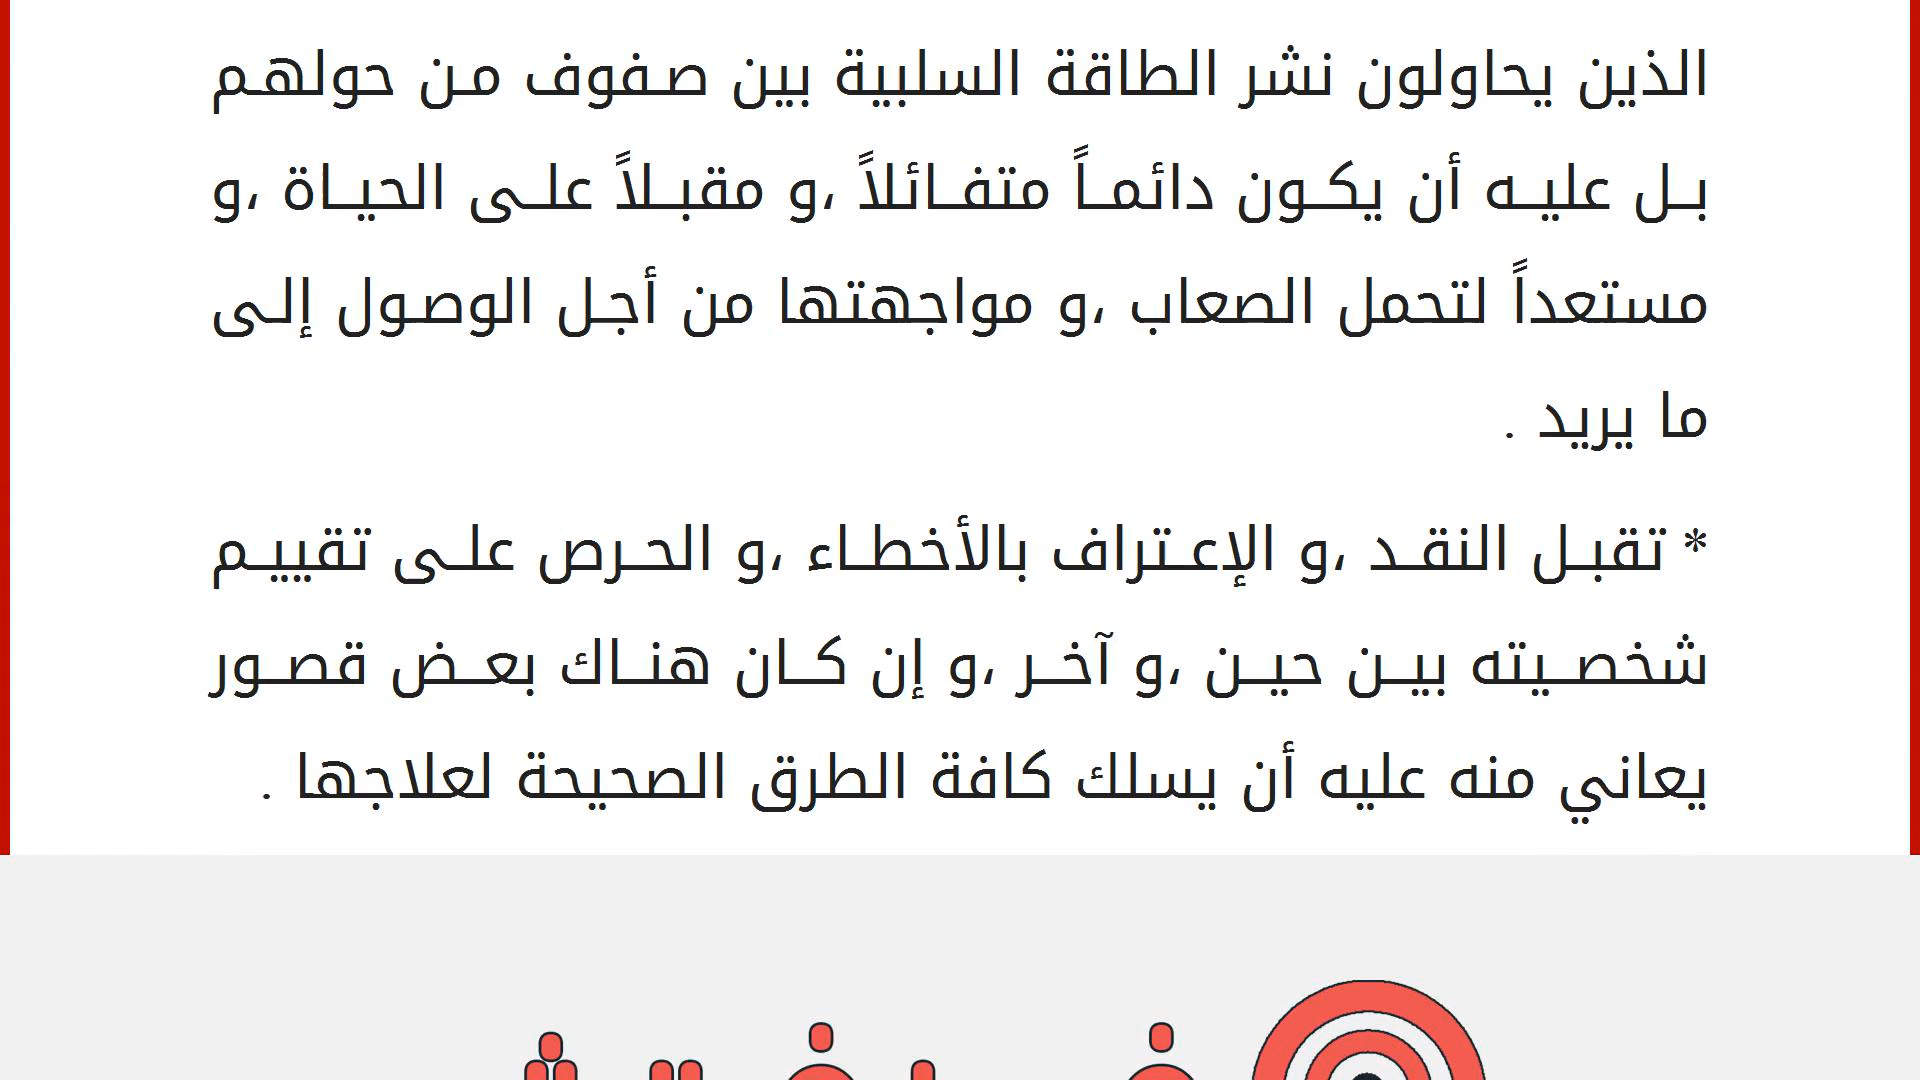 الذين يحاولون نشر الطاقة السلبية بين صفوف من حولهم
بل عليه أن يكون دائماً متفائلاً ،و مقبلاً على الحياة ،و
مستعداً لتحمل الصعاب ،و مواجهتها من أجل الوصول إلى
ما يريد .
* تقبل النقد ،و الإعتراف بالأخطاء ،و الحرص على تقييم
شخصيته بين حين ،و آخر ،و إن كان هناك بعض قصور
يعاني منه عليه أن يسلك كافة الطرق الصحيحة لعلاجها .